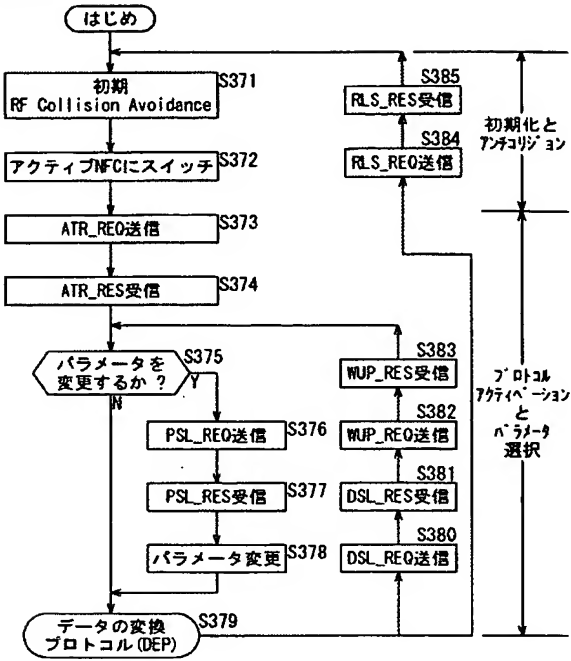 はじめ
初期
RF Collision Avoidance
S371
アクティブNFCにスイッチ
S372
ATR_REQ送信
S373
ATR_RES受信
S374
パラメータを
変更するか ?
S375
Y
N
PSL_REQ送信
S376
PSL_RES受信
S377
パラメータ変更
S378
データの変換
プロトコル(DEP)
S379
S385
RLS_RES受信
S384
RLS_REQ送信
S383
WUP_RES受信
S382
WUP_REQ送信
S381
DSL_RES受信
S380
DSL_REQ送信
初期化と
アンチコリジョン
プロトコル
アクティベーション
と
パラメータ
選択